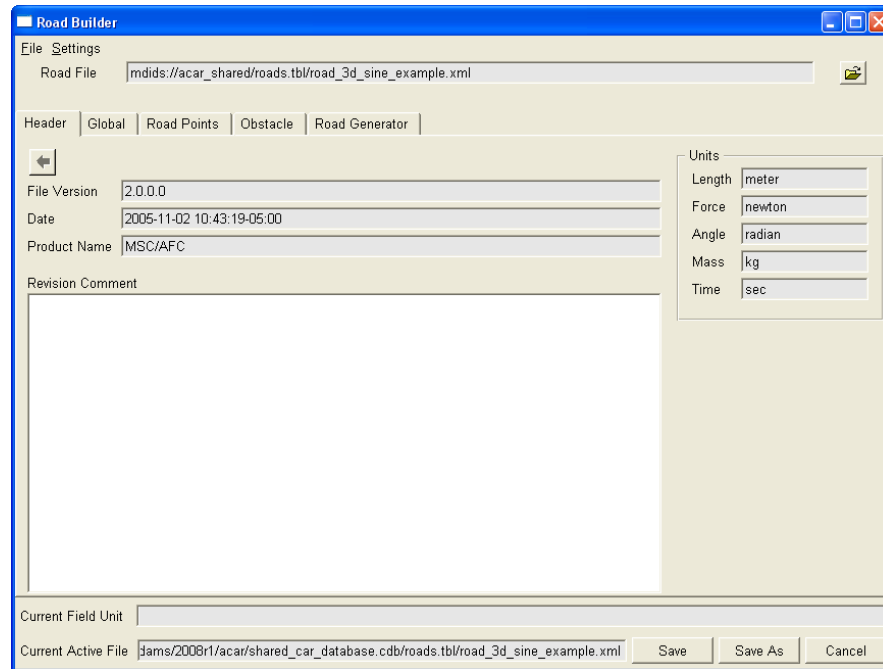 Road Builder
File Settings
Road File mdids://acar_shared/roads.tbl/road_3d_sine_example.xml
Header Global Road Points Obstacle Road Generator
Units
Length meter
File Version 2.0.0.0
Force newton
Date 2005-11-02 10:43:19-05:00
Angle radian
Product Name MSC/AFC
Mass kg
Revision Comment
Time sec
Current Field Unit
Current Active File dams/2008r1/acar/shared_car_database.cdb/roads.tbl/road_3d_sine_example.xml Save Save As Cancel